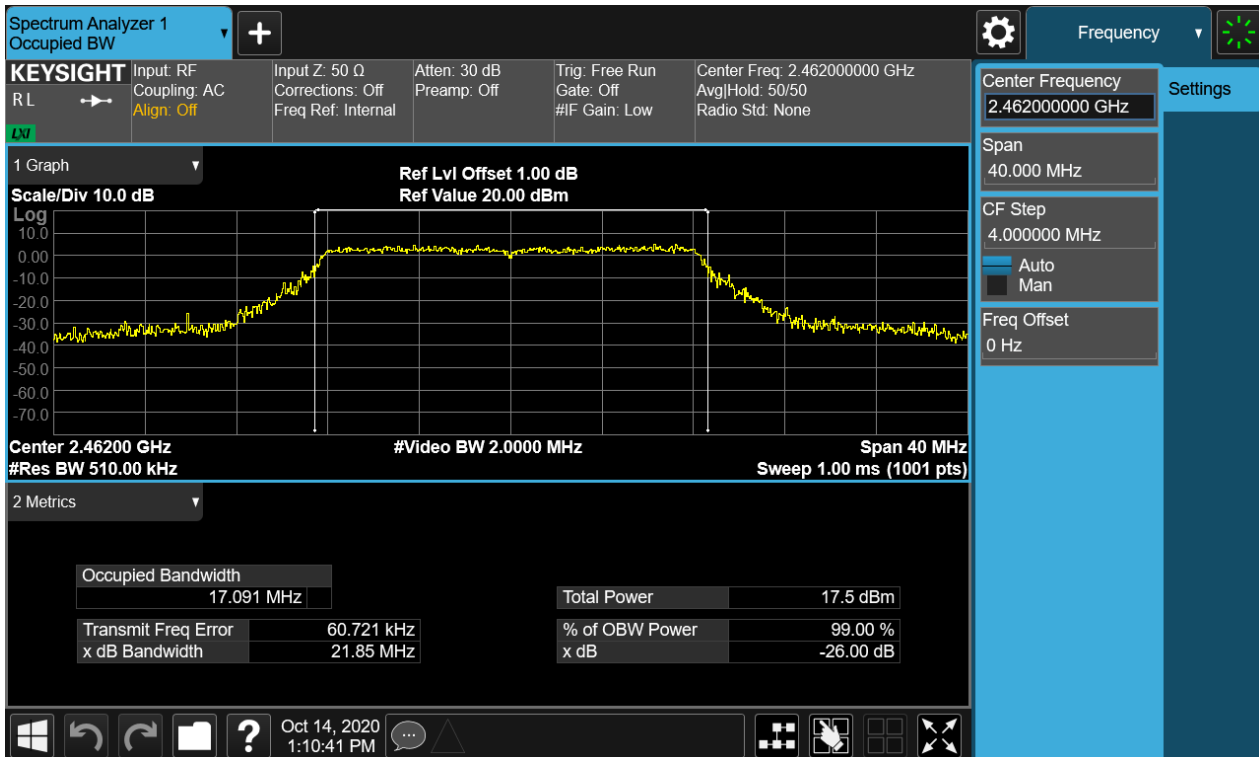 Spectrum Analyzer 1
Occupied BW
+
Frequency
KEYSIGHT
R L
LXI
Input: RF
Coupling: AC
Align: Off
Input Z: 50 Ω
Corrections: Off
Freq Ref: Internal
Atten: 30 dB
Preamp: Off
Trig: Free Run
Gate: Off
#IF Gain: Low
Center Freq: 2.462000000 GHz
Avg|Hold: 50/50
Radio Std: None
Center Frequency
2.462000000 GHz
Settings
Span
40.000 MHz
CF Step
4.000000 MHz
Auto
Man
Freq Offset
0 Hz
1 Graph
Ref Lvl Offset 1.00 dB
Scale/Div 10.0 dB
Ref Value 20.00 dBm
Log
10.0
0.00
-10.0
-20.0
-30.0
-40.0
-50.0
-60.0
-70.0
Center 2.46200 GHz
#Video BW 2.0000 MHz
Span 40 MHz
#Res BW 510.00 kHz
Sweep 1.00 ms (1001 pts)
2 Metrics
Occupied Bandwidth
17.091 MHz
Total Power 17.5 dBm
Transmit Freq Error 60.721 kHz
% of OBW Power 99.00 %
x dB Bandwidth 21.85 MHz
x dB -26.00 dB
?
Oct 14, 2020
1:10:41 PM